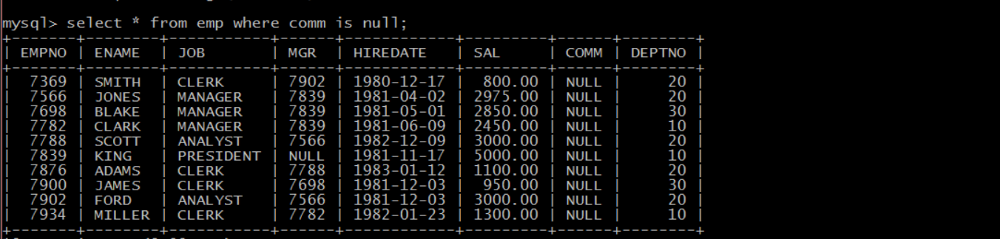 mysql> select * from emp where comm is null;
+-------+--------+-----------+------+------------+---------+------+--------+
| EMPNO | ENAME  | JOB       | MGR  | HIREDATE   | SAL     | COMM | DEPTNO |
+-------+--------+-----------+------+------------+---------+------+--------+
|  7369 | SMITH  | CLERK     | 7902 | 1980-12-17 |  800.00 | NULL |     20 |
|  7566 | JONES  | MANAGER   | 7839 | 1981-04-02 | 2975.00 | NULL |     20 |
|  7698 | BLAKE  | MANAGER   | 7839 | 1981-05-01 | 2850.00 | NULL |     30 |
|  7782 | CLARK  | MANAGER   | 7839 | 1981-06-09 | 2450.00 | NULL |     10 |
|  7788 | SCOTT  | ANALYST   | 7566 | 1982-12-09 | 3000.00 | NULL |     20 |
|  7839 | KING   | PRESIDENT | NULL | 1981-11-17 | 5000.00 | NULL |     10 |
|  7876 | ADAMS  | CLERK     | 7788 | 1983-01-12 | 1100.00 | NULL |     20 |
|  7900 | JAMES  | CLERK     | 7698 | 1981-12-03 |  950.00 | NULL |     30 |
|  7902 | FORD   | ANALYST   | 7566 | 1981-12-03 | 3000.00 | NULL |     20 |
|  7934 | MILLER | CLERK     | 7782 | 1982-01-23 | 1300.00 | NULL |     10 |
+-------+--------+-----------+------+------------+---------+------+--------+